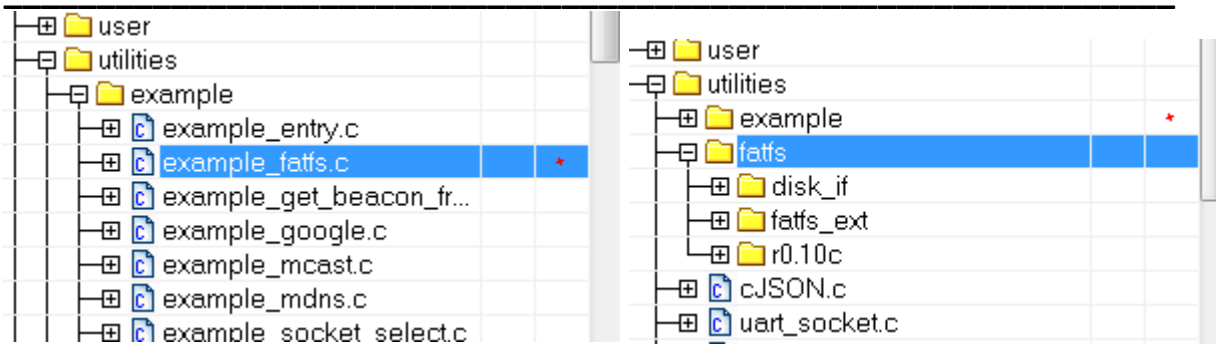 user
utilities
example
example_entry.c
example_fatfs.c
example_get_beacon_fr...
example_google.c
example_mcast.c
example_mdns.c
example_socket_select.c
user
utilities
example
fatfs
disk_if
fatfs_ext
r0.10c
cJSON.c
uart_socket.c